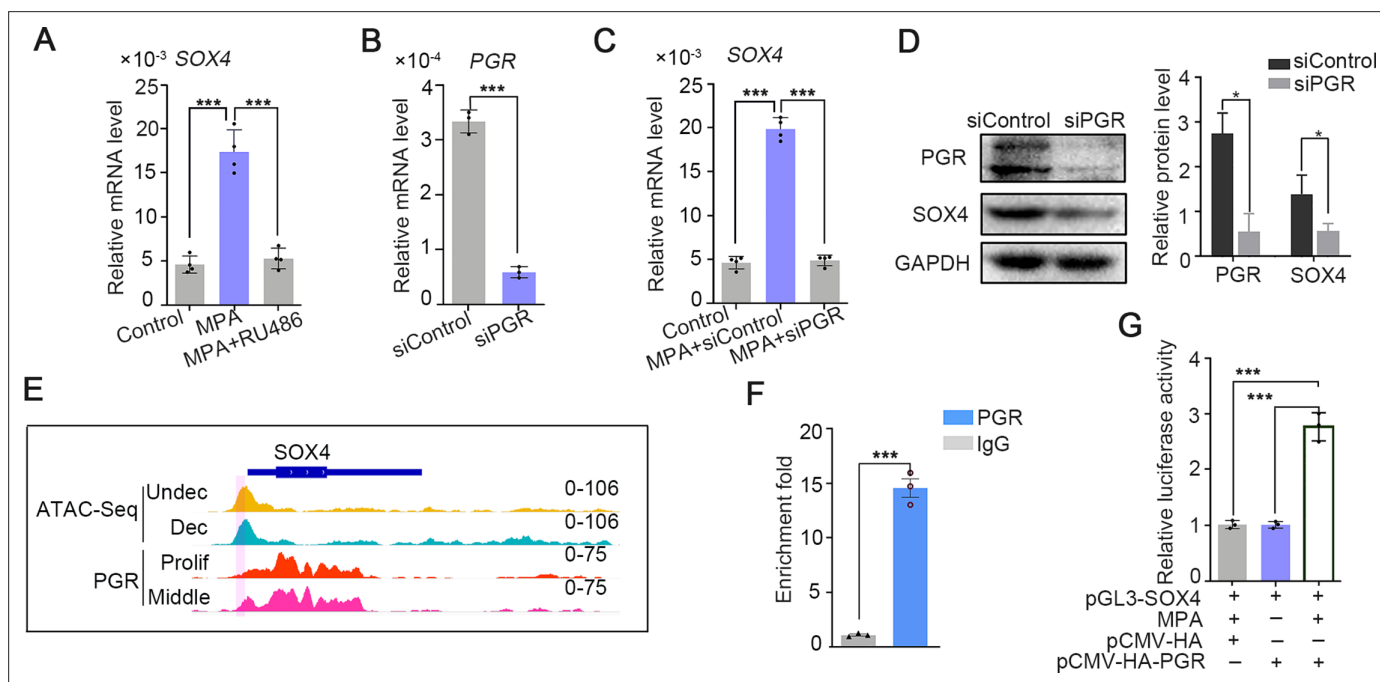 A
×10⁻³ SOX4
Relative mRNA level
25
20
15
10
5
0
***
***
Control
MPA
MPA+RU486
B
×10⁻⁴
PGR
Relative mRNA level
4
3
2
1
0
***
siControl
siPGR
C
×10⁻³
SOX4
Relative mRNA level
25
20
15
10
5
0
***
***
Control
MPA+siControl
MPA+siPGR
D
siControl siPGR
PGR
SOX4
GAPDH
siControl
siPGR
Relative protein level
4
3
2
1
0
*
*
PGR SOX4
E
SOX4
ATAC-Seq
Undec 0-106
Dec 0-106
PGR
Prolif 0-75
Middle 0-75
F
PGR
IgG
Enrichment fold
20
15
10
5
0
***
G
Relative luciferase activity
4
3
2
1
0
***
***
pGL3-SOX4 + + +
MPA + – +
pCMV-HA + – –
pCMV-HA-PGR – + +